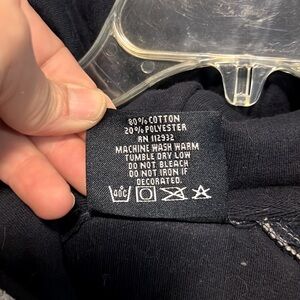 80% COTTON
20% POLYESTER
RN 112932
MACHINE WASH WARM
TUMBLE DRY LOW
DO NOT BLEACH
DO NOT IRON IF
DECORATED.
40C